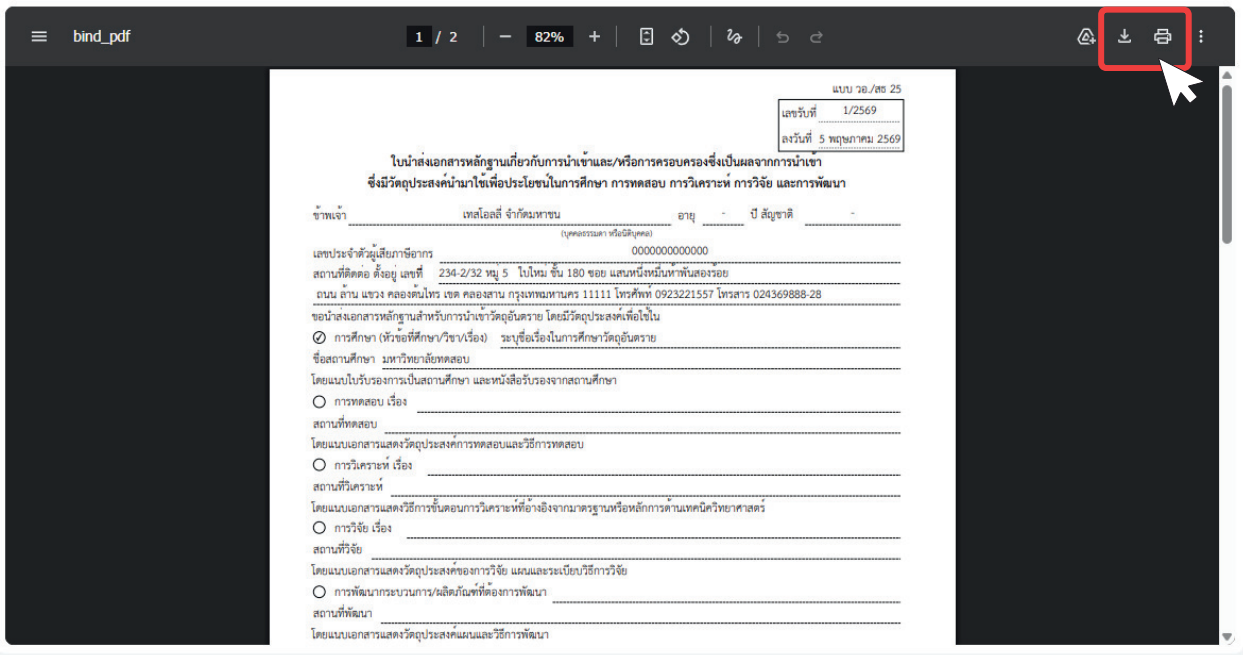 bind_pdf
1 / 2
82%
แบบ วอ./สธ 25
เลขรับที่ 1/2569
ลงวันที่ 5 พฤษภาคม 2569
ใบนำส่งเอกสารหลักฐานเกี่ยวกับการนำเข้าและ/หรือการครอบครองซึ่งเป็นผลจากการนำเข้า
ซึ่งมีวัตถุประสงค์นำมาใช้เพื่อประโยชน์ในการศึกษา การทดสอบ การวิเคราะห์ การวิจัย และการพัฒนา
ข้าพเจ้า เทสโอลลี่ จำกัดมหาชน อายุ - ปี สัญชาติ -
(บุคคลธรรมดา หรือนิติบุคคล)
เลขประจำตัวผู้เสียภาษีอากร 0000000000000
สถานที่ติดต่อ ตั้งอยู่ เลขที่ 234-2/32 หมู่ 5 ใบใหม่ ชั้น 180 ซอย แสนหนึ่งหมื่นห้าพันสองร้อย
ถนน ล้าน แขวง คลองต้นไทร เขต คลองสาน กรุงเทพมหานคร 11111 โทรศัพท์ 0923221557 โทรสาร 024369888-28
ขอนำส่งเอกสารหลักฐานสำหรับการนำเข้าวัตถุอันตราย โดยมีวัตถุประสงค์เพื่อใช้ใน
การศึกษา (หัวข้อที่ศึกษา/วิชา/เรื่อง) ระบุชื่อเรื่องในการศึกษาวัตถุอันตราย
ชื่อสถานศึกษา มหาวิทยาลัยทดสอบ
โดยแนบใบรับรองการเป็นสถานศึกษา และหนังสือรับรองจากสถานศึกษา
การทดสอบ เรื่อง
สถานที่ทดสอบ
โดยแนบเอกสารแสดงวัตถุประสงค์การทดสอบและวิธีการทดสอบ
การวิเคราะห์ เรื่อง
สถานที่วิเคราะห์
โดยแนบเอกสารแสดงวิธีการขั้นตอนการวิเคราะห์ที่อ้างอิงจากมาตรฐานหรือหลักการด้านเทคนิควิทยาศาสตร์
การวิจัย เรื่อง
สถานที่วิจัย
โดยแนบเอกสารแสดงวัตถุประสงค์ของการวิจัย แผนและระเบียบวิธีการวิจัย
การพัฒนากระบวนการ/ผลิตภัณฑ์ที่ต้องการพัฒนา
สถานที่พัฒนา
โดยแนบเอกสารแสดงวัตถุประสงค์แผนและวิธีการพัฒนา